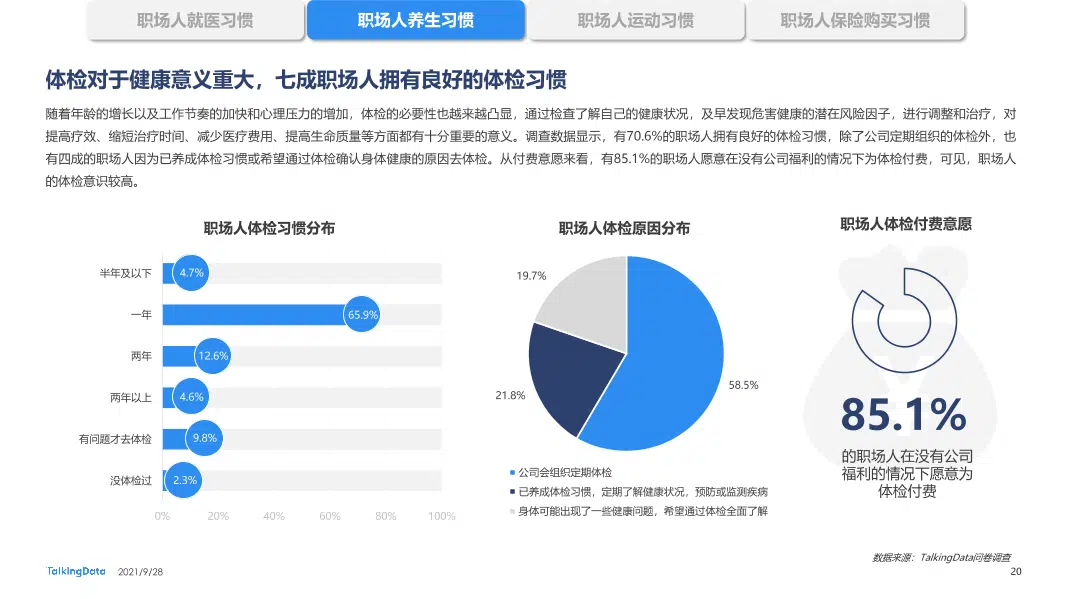 职场人就医习惯
职场人养生习惯
职场人运动习惯
职场人保险购买习惯
体检对于健康意义重大，七成职场人拥有良好的体检习惯
随着年龄的增长以及工作节奏的加快和心理压力的增加，体检的必要性也越来越凸显，通过检查了解自己的健康状况，及早发现危害健康的潜在风险因子，进行调整和治疗，对
提高疗效、缩短治疗时间、减少医疗费用、提高生命质量等方面都有十分重要的意义。调查数据显示，有70.6%的职场人拥有良好的体检习惯，除了公司定期组织的体检外，也
有四成的职场人因为已养成体检习惯或希望通过体检确认身体健康的原因去体检。从付费意愿来看，有85.1%的职场人愿意在没有公司福利的情况下为体检付费，可见，职场人
的体检意识较高。
职场人体检习惯分布
半年及以下
4.7%
一年
65.9%
两年
12.6%
两年以上
4.6%
有问题才去体检
9.8%
没体检过
2.3%
0%
20%
40%
60%
80%
100%
职场人体检原因分布
19.7%
21.8%
58.5%
公司会组织定期体检
已养成体检习惯，定期了解健康状况，预防或监测疾病
身体可能出现了一些健康问题，希望通过体检全面了解
职场人体检付费意愿
85.1%
的职场人在没有公司
福利的情况下愿意为
体检付费
数据来源：TalkingData问卷调查
TalkingData
2021/9/28
20